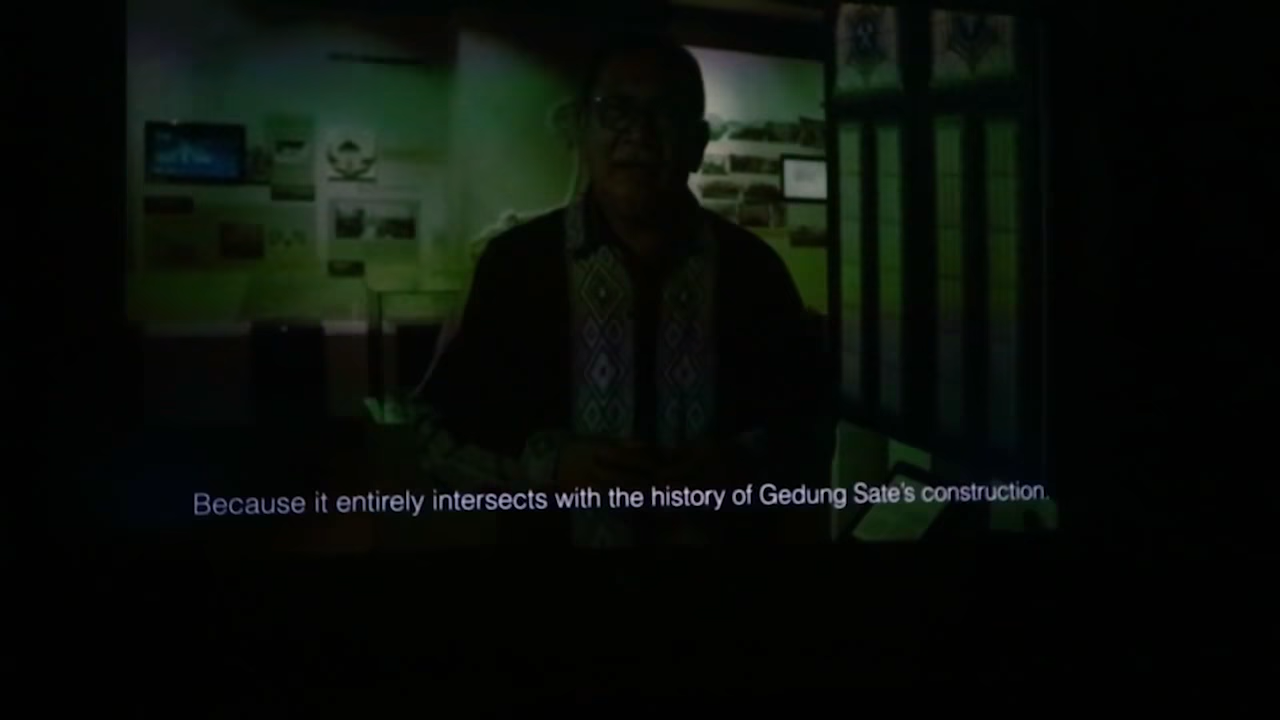 Because it entirely intersects with the history of Gedung Sate's construction.